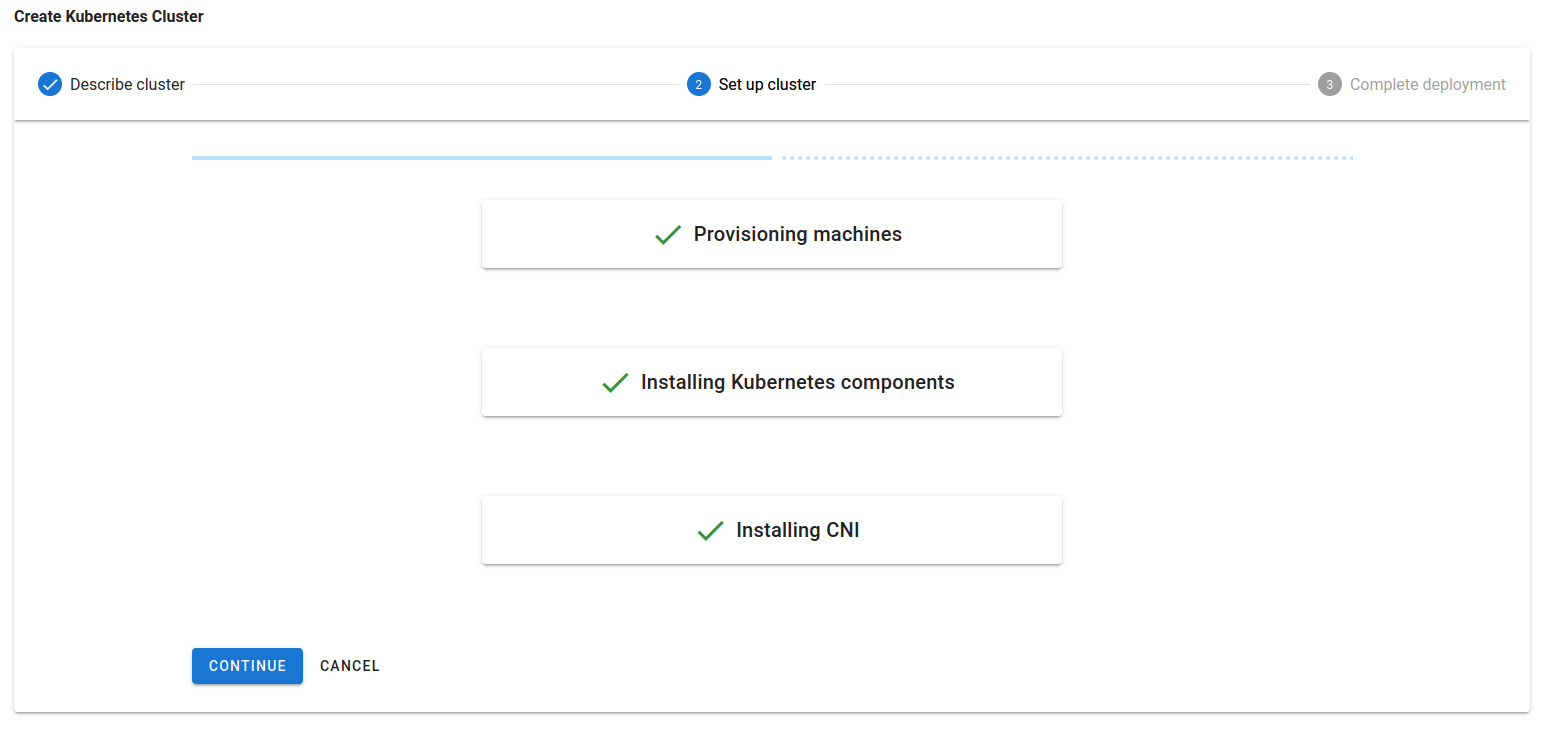 Create Kubernetes Cluster
Describe cluster
2 Set up cluster
3 Complete deployment
Provisioning machines
Installing Kubernetes components
Installing CNI
CONTINUE CANCEL